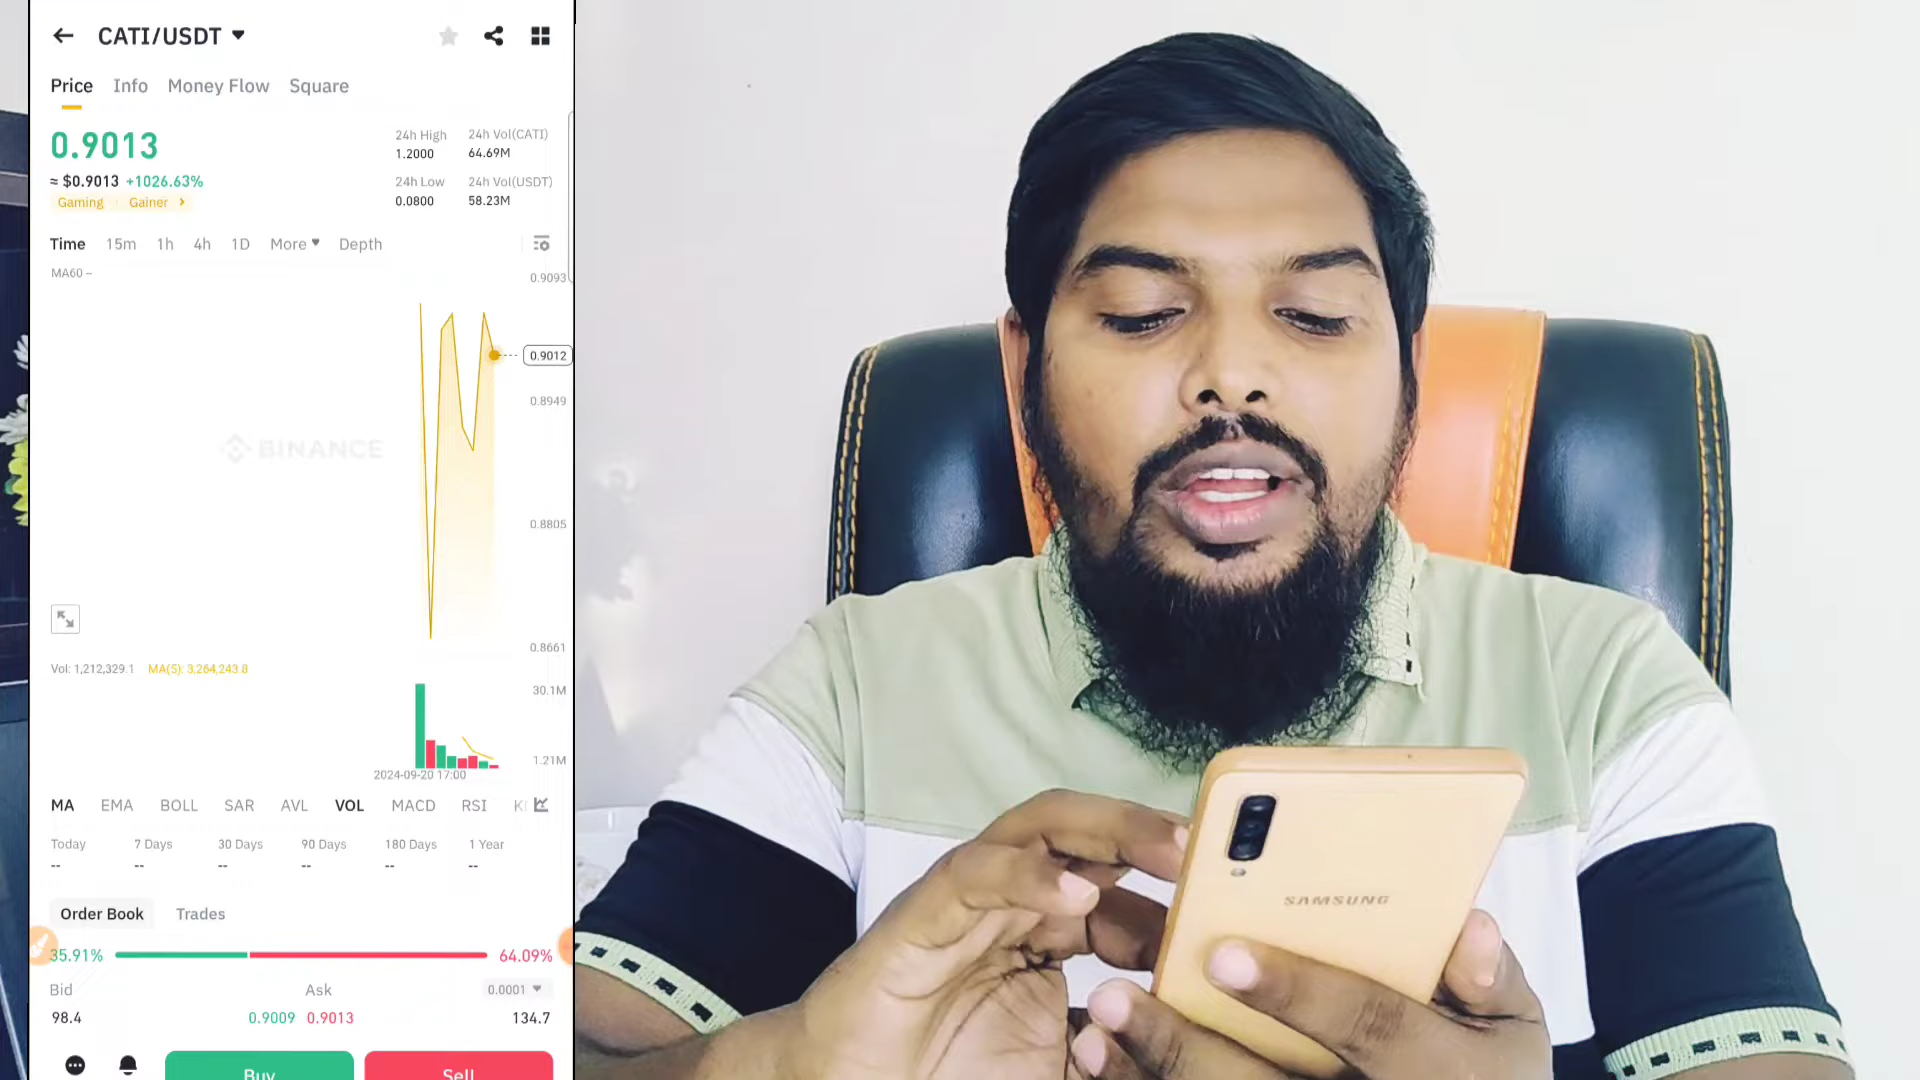 CATI/USDT
Price Info Money Flow Square
0.9013
≈ $0.9013 +1026.63%
Gaming Gainer
24h High 24h Vol(CATI)
1.2000 64.69M
24h Low 24h Vol(USDT)
0.0800 58.23M
Time 15m 1h 4h 1D More Depth
MA60 --
0.9093
0.9012
0.8949
BINANCE
0.8805
0.8661
Vol: 1,212,329.1 MA(5): 3,264,243.8
30.1M
1.21M
2024-09-20 17:00
MA EMA BOLL SAR AVL VOL MACD RSI
Today 7 Days 30 Days 90 Days 180 Days 1 Year
-- -- -- -- -- --
Order Book Trades
35.91% 64.09%
Bid Ask 0.0001
98.4 0.9009 0.9013 134.7
Buy Sell
SAMSUNG